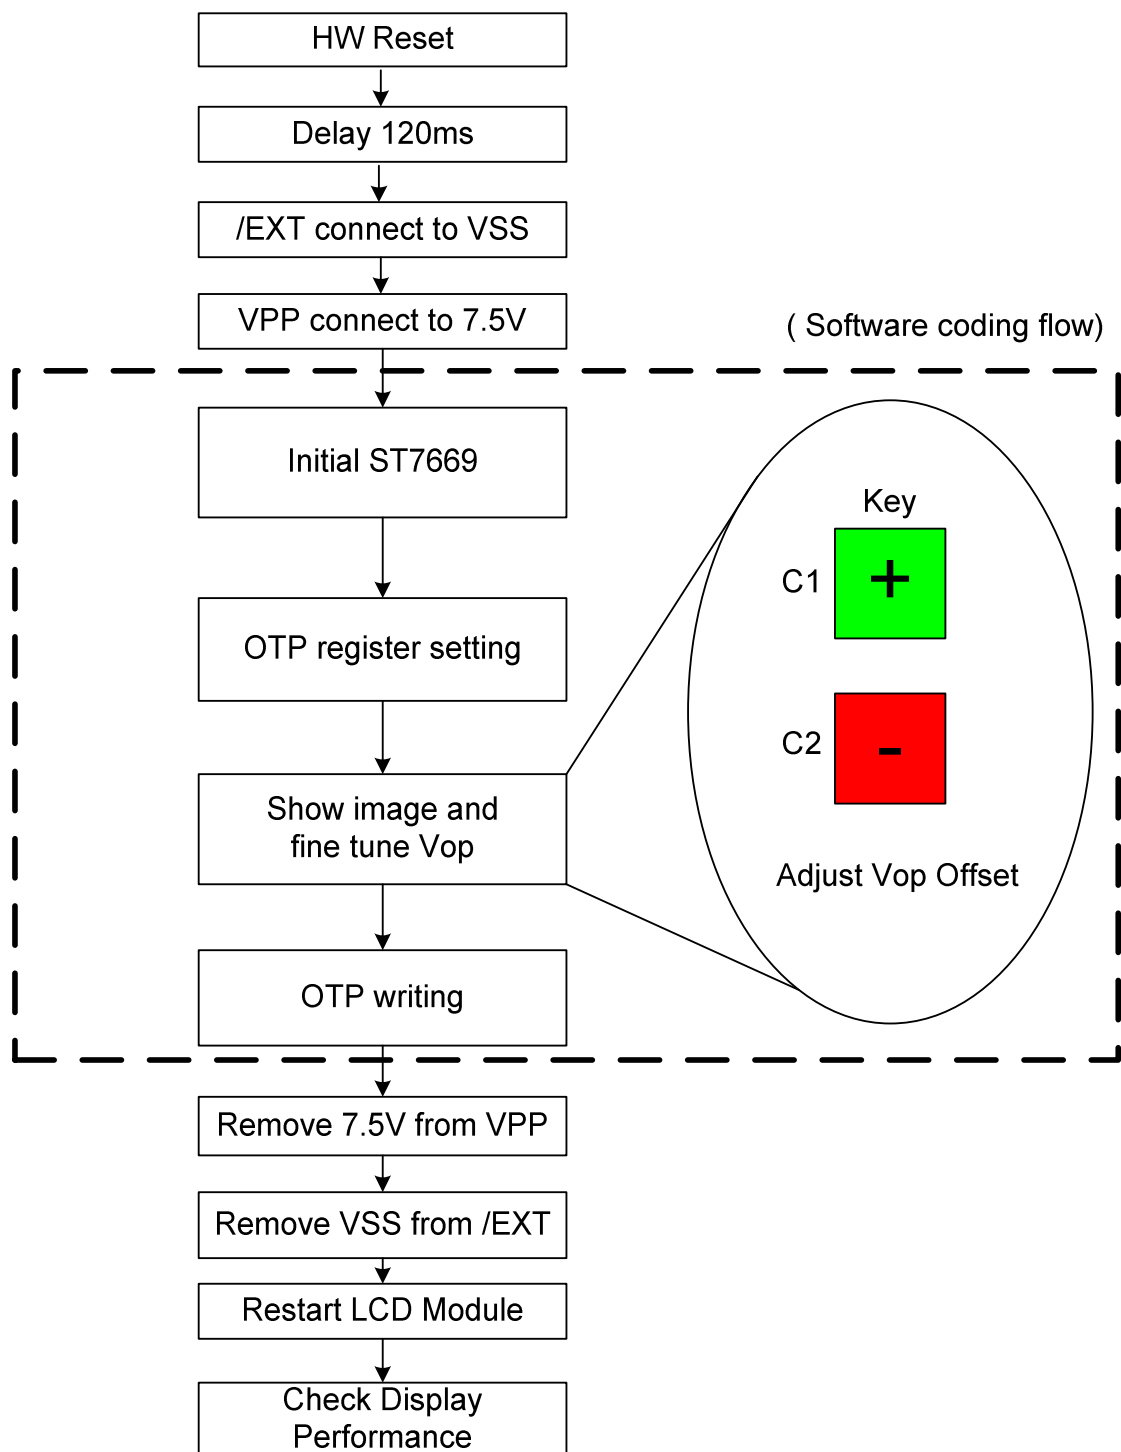 HW Reset
Delay 120ms
/EXT connect to VSS
VPP connect to 7.5V
( Software coding flow)
Initial ST7669
OTP register setting
Show image and
fine tune Vop
OTP writing
Key
C1
+
C2
-
Adjust Vop Offset
Remove 7.5V from VPP
Remove VSS from /EXT
Restart LCD Module
Check Display
Performance